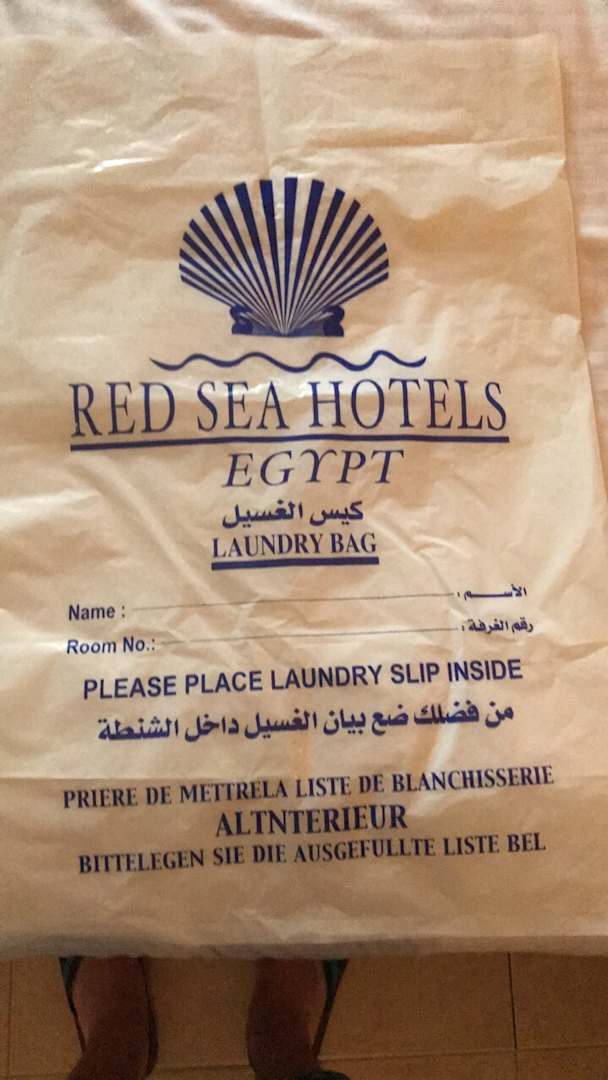 RED SEA HOTELS
EGYPT
كيس الغسيل
LAUNDRY BAG
Name : الأســـم :
Room No.: رقم الغرفة :
PLEASE PLACE LAUNDRY SLIP INSIDE
من فضلك ضع بيان الغسيل داخل الشنطة
PRIERE DE METTRELA LISTE DE BLANCHISSERIE
ALTNTERIEUR
BITTELEGEN SIE DIE AUSGEFULLTE LISTE BEL